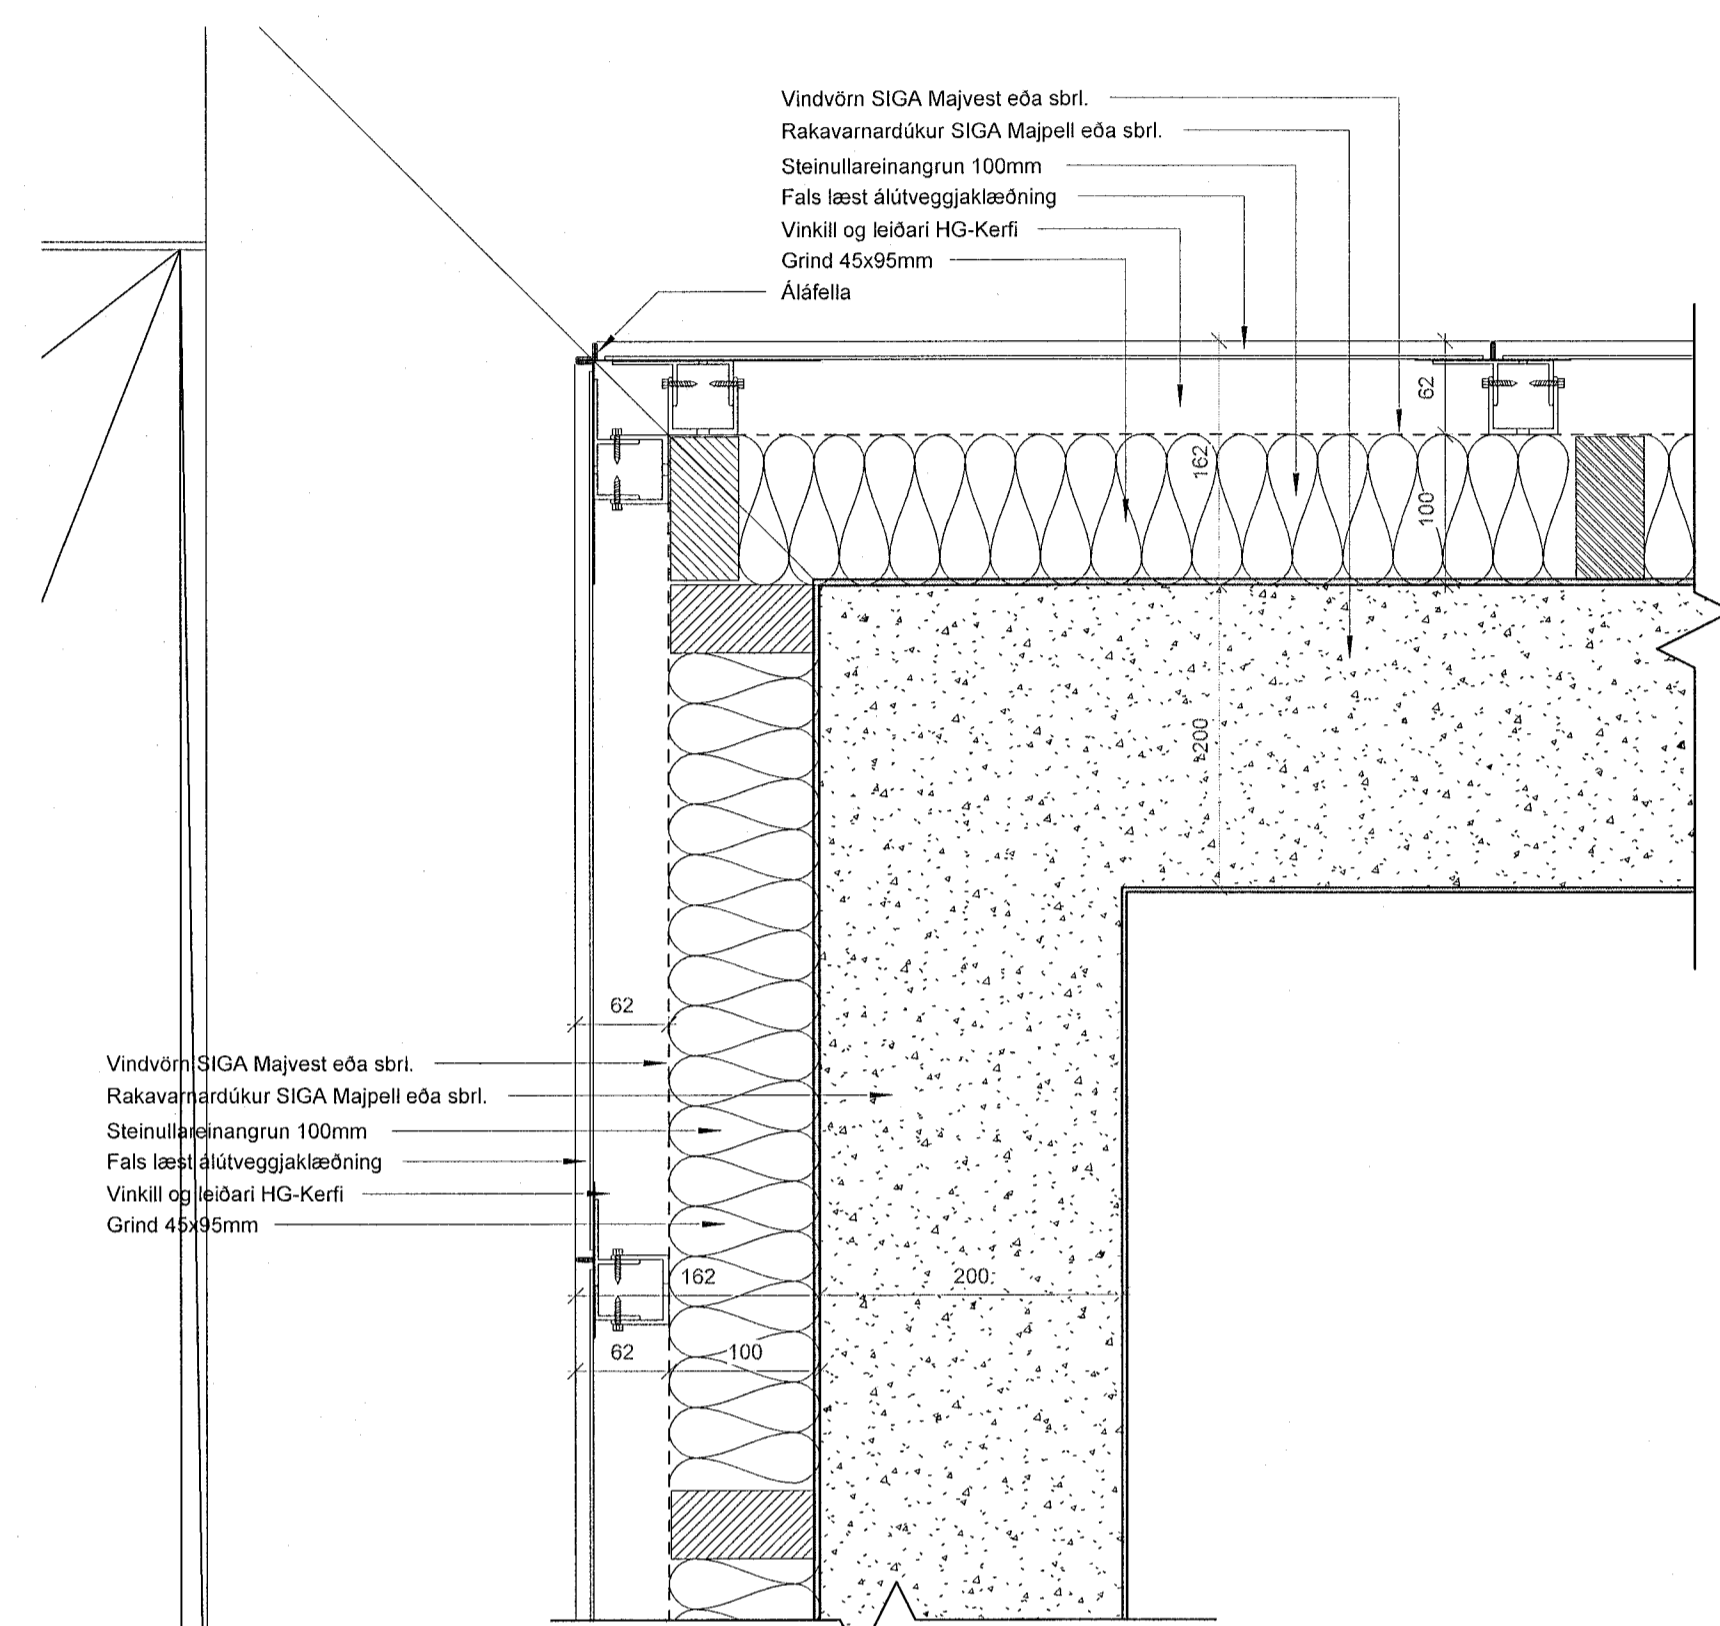 Vindvörn SIGA Majvest eða sbrl.
Rakavarnardúkur SIGA Majpell eða sbrl.
Steinullareinangrun 100mm
Fals læst álútveggjaklæðning
Vinkill og leiðari HG-Kerfi
Grind 45x95mm
Áláfella
62
162
100
200
62
Vindvörn SIGA Majvest eða sbrl.
Rakavarnardúkur SIGA Majpell eða sbrl.
Steinullareinangrun 100mm
Fals læst álútveggjaklæðning
Vinkill og leiðari HG-Kerfi
Grind 45x95mm
162
200
62
100